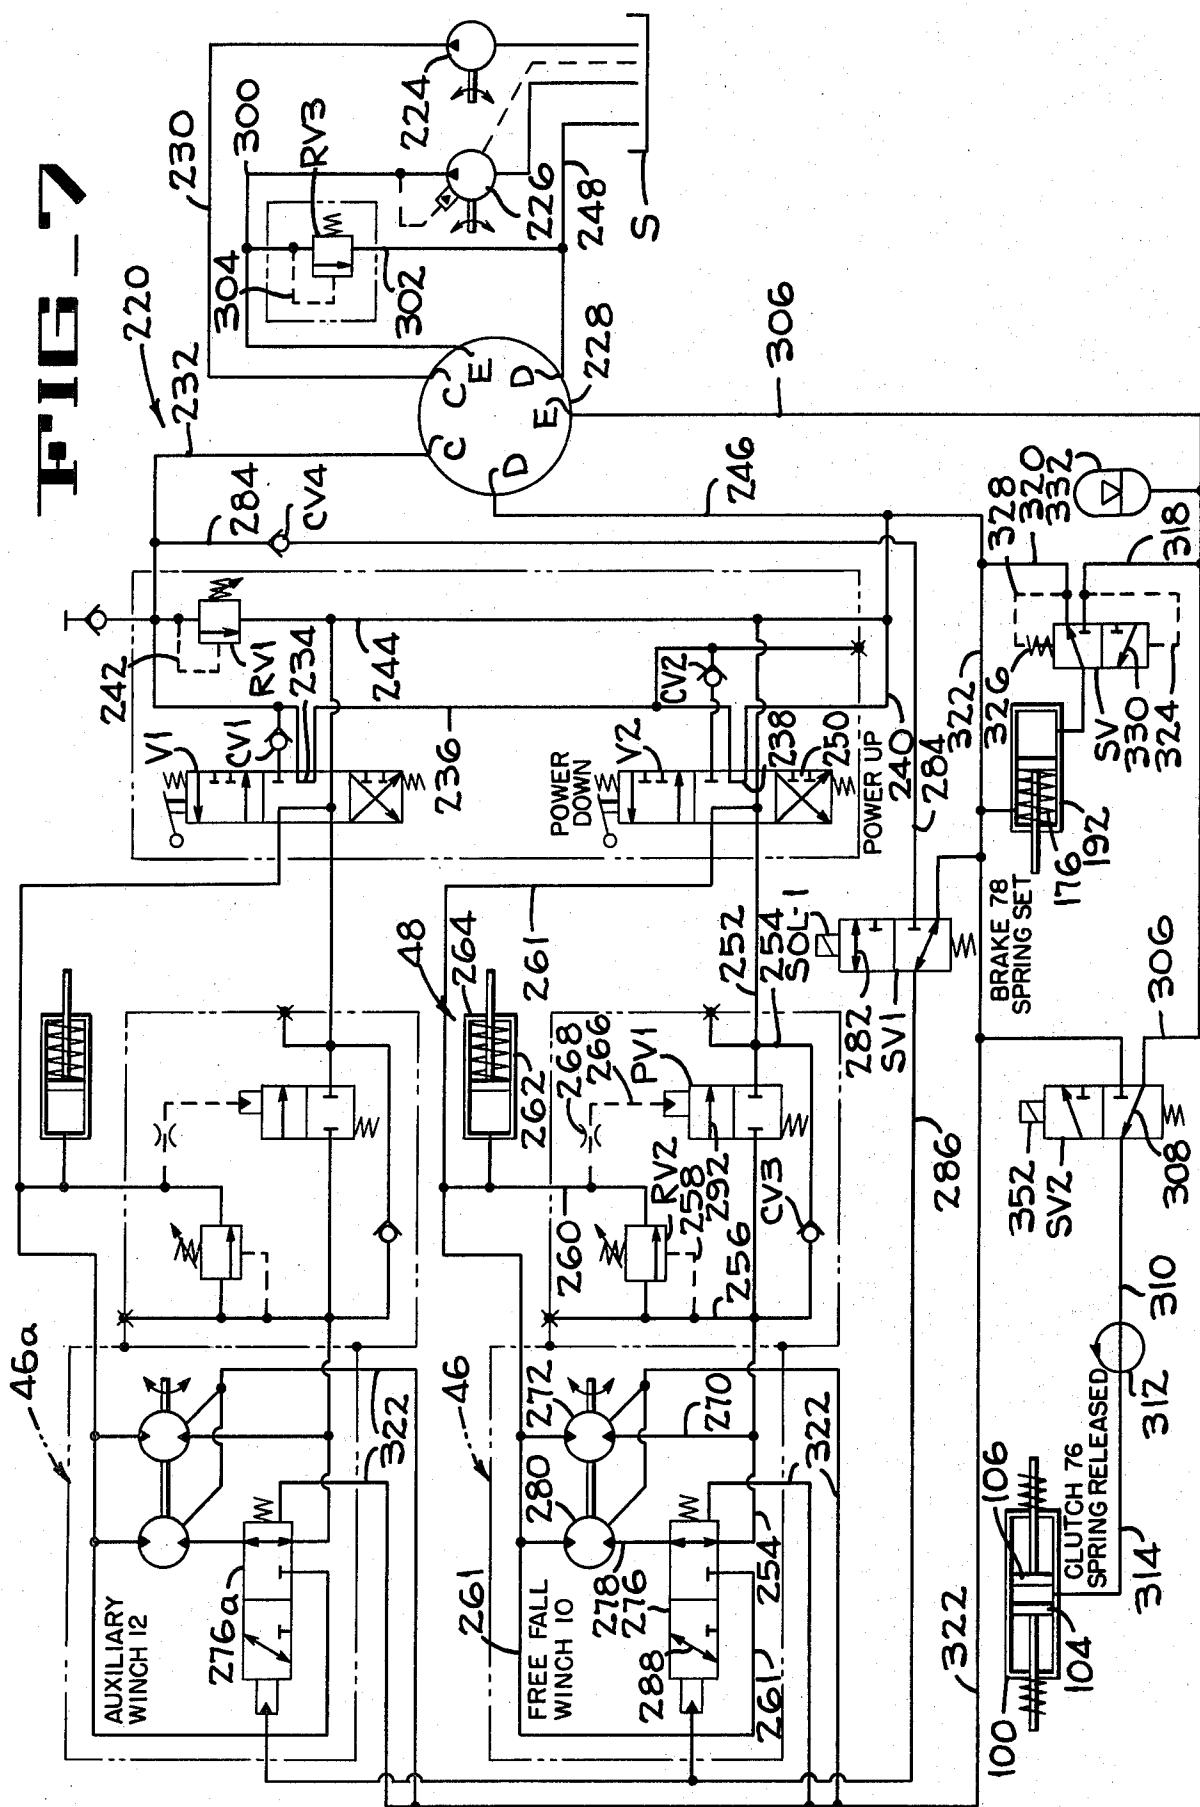 FIG_7
230
300
RV3
224
226
248
S
304
302
220
232
C
E
D
E
C
D
228
306
284
CV4
246
242
RV1
234
244
V1
CV1
236
CV2
V2
238
250
240
POWER DOWN
POWER UP
284
322
328
320
332
318
326
SV
330
324
176
192
BRAKE 78
SPRING SET
48
264
261
262
268
266
PV1
252
254
SOL-1
282
SV1
286
306
352
SV2
308
RV2
258
292
CV3
260
256
310
312
46a
322
46
272
270
280
322
278
276
254
261
288
261
AUXILIARY
WINCH 12
276a
FREE FALL
WINCH 10
322
314
CLUTCH 76
SPRING RELEASED
106
104
100